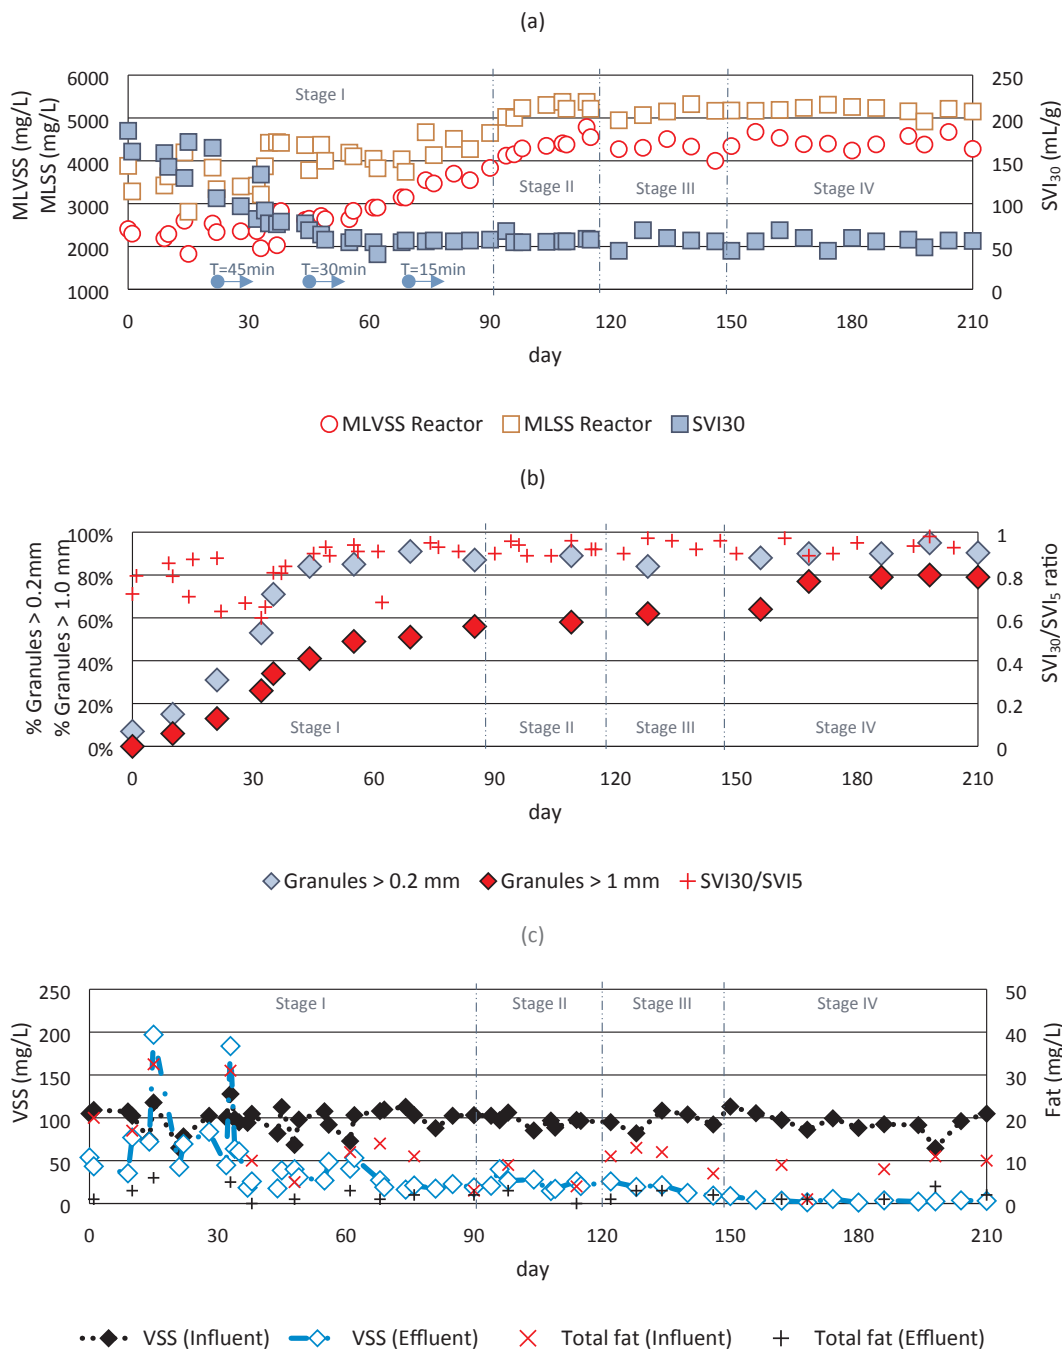 (a)
MLVSS (mg/L)
MLSS (mg/L)
6000
5000
4000
3000
2000
1000
250
200
150
100
50
0
SVI30 (mL/g)
Stage I
Stage II
Stage III
Stage IV
T=45min
T=30min
T=15min
0 30 60 90 120 150 180 210
day
MLVSS Reactor MLSS Reactor SVI30
(b)
% Granules > 0.2mm
% Granules > 1.0 mm
100%
80%
60%
40%
20%
0%
1
0.8
0.6
0.4
0.2
0
SVI30/SVI5 ratio
Stage I
Stage II
Stage III
Stage IV
0 30 60 90 120 150 180 210
day
Granules > 0.2 mm Granules > 1 mm SVI30/SVI5
(c)
VSS (mg/L)
250
200
150
100
50
0
50
40
30
20
10
0
Fat (mg/L)
Stage I
Stage II
Stage III
Stage IV
0 30 60 90 120 150 180 210
day
VSS (Influent) VSS (Effluent) Total fat (Influent) Total fat (Effluent)